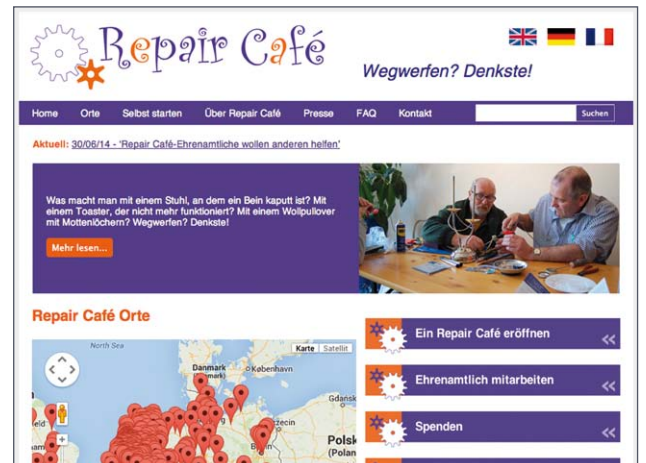 Repair Café
Wegwerfen? Denkste!
Home Orte Selbst starten Über Repair Café Presse FAQ Kontakt Suchen
Aktuell: 30/06/14 - 'Repair Café-Ehrenamtliche wollen anderen helfen'
Was macht man mit einem Stuhl, an dem ein Bein kaputt ist? Mit
einem Toaster, der nicht mehr funktioniert? Mit einem Wollpullover
mit Mottenlöchern? Wegwerfen? Denkste!
Mehr lesen...
Repair Café Orte
North Sea
Karte Satellit
Danmark
København
Ein Repair Café eröffnen
Ehrenamtlich mitarbeiten
Spenden